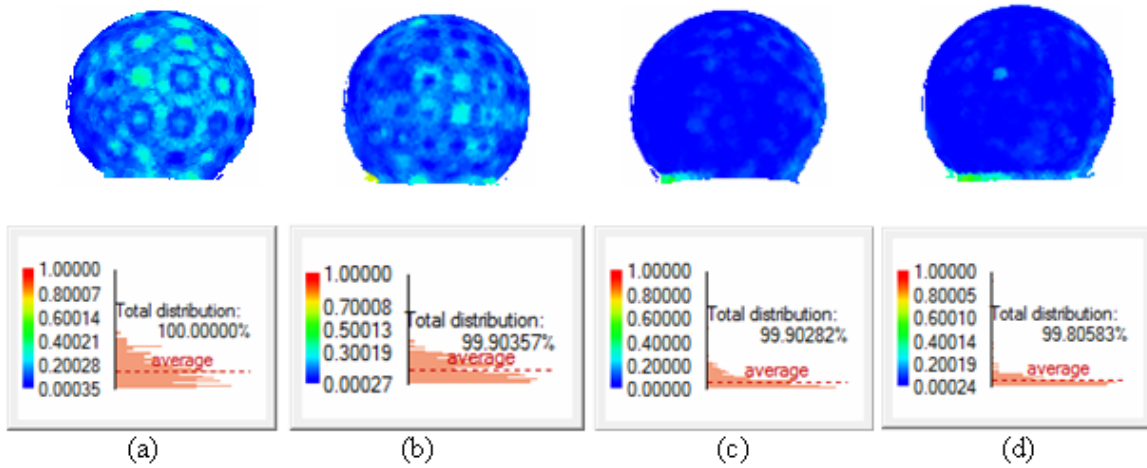 1.00000
0.80007
0.60014
0.40021
0.20028
0.00035
Total distribution:
100.00000%
average
(a)
1.00000
0.70008
0.50013
0.30019
0.00027
Total distribution:
99.90357%
average
(b)
1.00000
0.80000
0.60000
0.40000
0.20000
0.00000
Total distribution:
99.90282%
average
(c)
1.00000
0.80005
0.60010
0.40014
0.20019
0.00024
Total distribution:
99.80583%
average
(d)